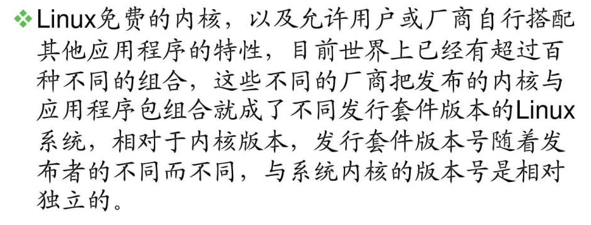 ❖Linux免费的内核，以及允许用户或厂商自行搭配
其他应用程序的特性，目前世界上已经有超过百
种不同的组合，这些不同的厂商把发布的内核与
应用程序包组合就成了不同发行套件版本的Linux
系统，相对于内核版本，发行套件版本号随着发
布者的不同而不同，与系统内核的版本号是相对
独立的。